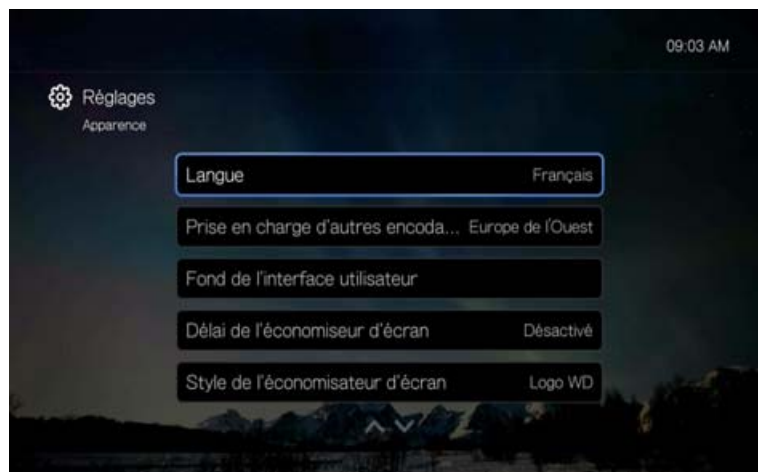 09:03 AM
Réglages
Apparence
Langue Français
Prise en charge d'autres encoda... Europe de l'Ouest
Fond de l'interface utilisateur
Délai de l'économiseur d'écran Désactivé
Style de l'économisateur d'écran Logo WD